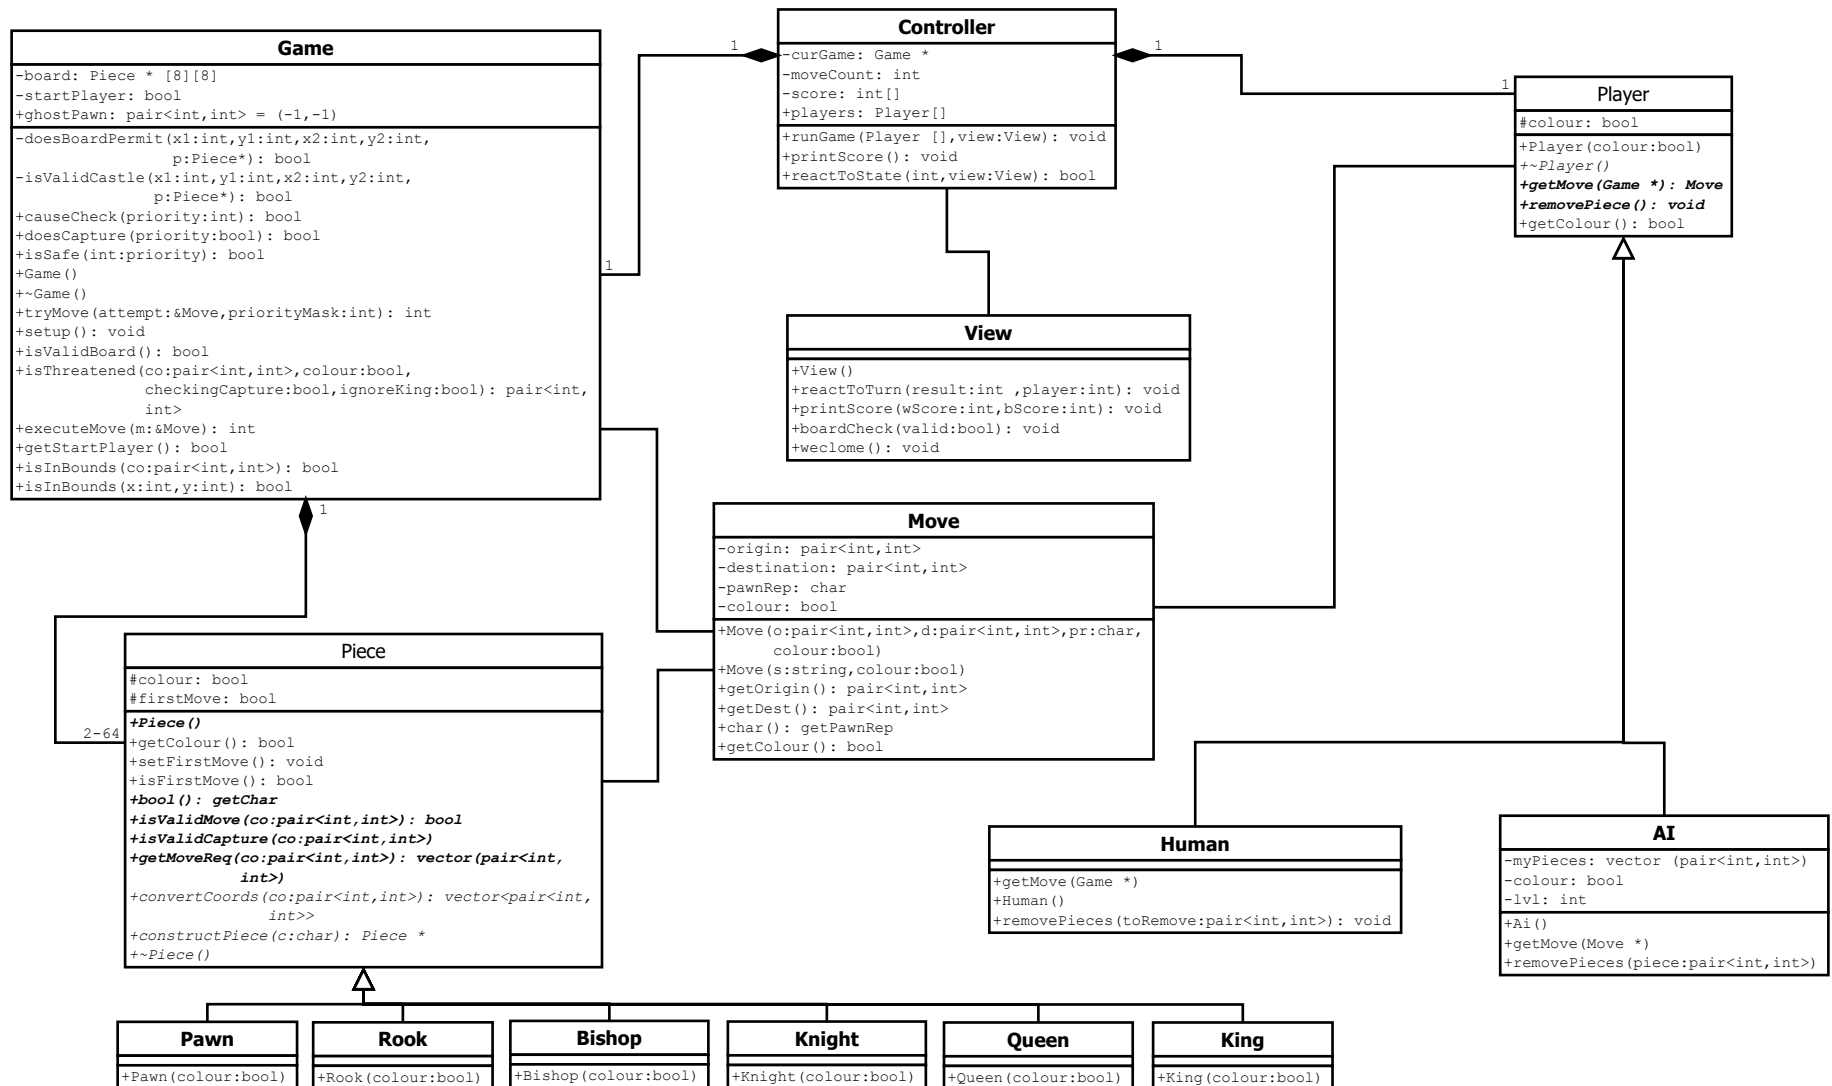 Game
-board: Piece * [8][8]
-startPlayer: bool
+ghostPawn: pair<int,int> = (-1,-1)
-doesBoardPermit(x1:int,y1:int,x2:int,y2:int,
p:Piece*): bool
-isValidCastle(x1:int,y1:int,x2:int,y2:int,
p:Piece*): bool
+causeCheck(priority:int): bool
+doesCapture(priority:bool): bool
+isSafe(int:priority): bool
+Game()
+~Game()
+tryMove(attempt:&Move,priorityMask:int): int
+setup(): void
+isValidBoard(): bool
+isThreatened(co:pair<int,int>,colour:bool,
checkingCapture:bool,ignoreKing:bool): pair<int,
int>
+executeMove(m:&Move): int
+getStartPlayer(): bool
+isInBounds(co:pair<int,int>): bool
+isInBounds(x:int,y:int): bool
1
1
1
Controller
-curGame: Game *
-moveCount: int
-score: int[]
+players: Player[]
+runGame(Player [],view:View): void
+printScore(): void
+reactToState(int,view:View): bool
1
1
Player
#colour: bool
+Player(colour:bool)
+~Player()
+getMove(Game *): Move
+removePiece(): void
+getColour(): bool
View
+View()
+reactToTurn(result:int ,player:int): void
+printScore(wScore:int,bScore:int): void
+boardCheck(valid:bool): void
+weclome(): void
Move
-origin: pair<int,int>
-destination: pair<int,int>
-pawnRep: char
-colour: bool
+Move(o:pair<int,int>,d:pair<int,int>,pr:char,
colour:bool)
+Move(s:string,colour:bool)
+getOrigin(): pair<int,int>
+getDest(): pair<int,int>
+char(): getPawnRep
+getColour(): bool
2-64
Piece
#colour: bool
#firstMove: bool
+Piece()
+getColour(): bool
+setFirstMove(): void
+isFirstMove(): bool
+bool(): getChar
+isValidMove(co:pair<int,int>): bool
+isValidCapture(co:pair<int,int>)
+getMoveReq(co:pair<int,int>): vector(pair<int,
int>)
+convertCoords(co:pair<int,int>): vector<pair<int,
int>>
+constructPiece(c:char): Piece *
+~Piece()
Human
+getMove(Game *)
+Human()
+removePieces(toRemove:pair<int,int>): void
AI
-myPieces: vector (pair<int,int>)
-colour: bool
-lvl: int
+Ai()
+getMove(Move *)
+removePieces(piece:pair<int,int>)
Pawn
+Pawn(colour:bool)
Rook
+Rook(colour:bool)
Bishop
+Bishop(colour:bool)
Knight
+Knight(colour:bool)
Queen
+Queen(colour:bool)
King
+King(colour:bool)